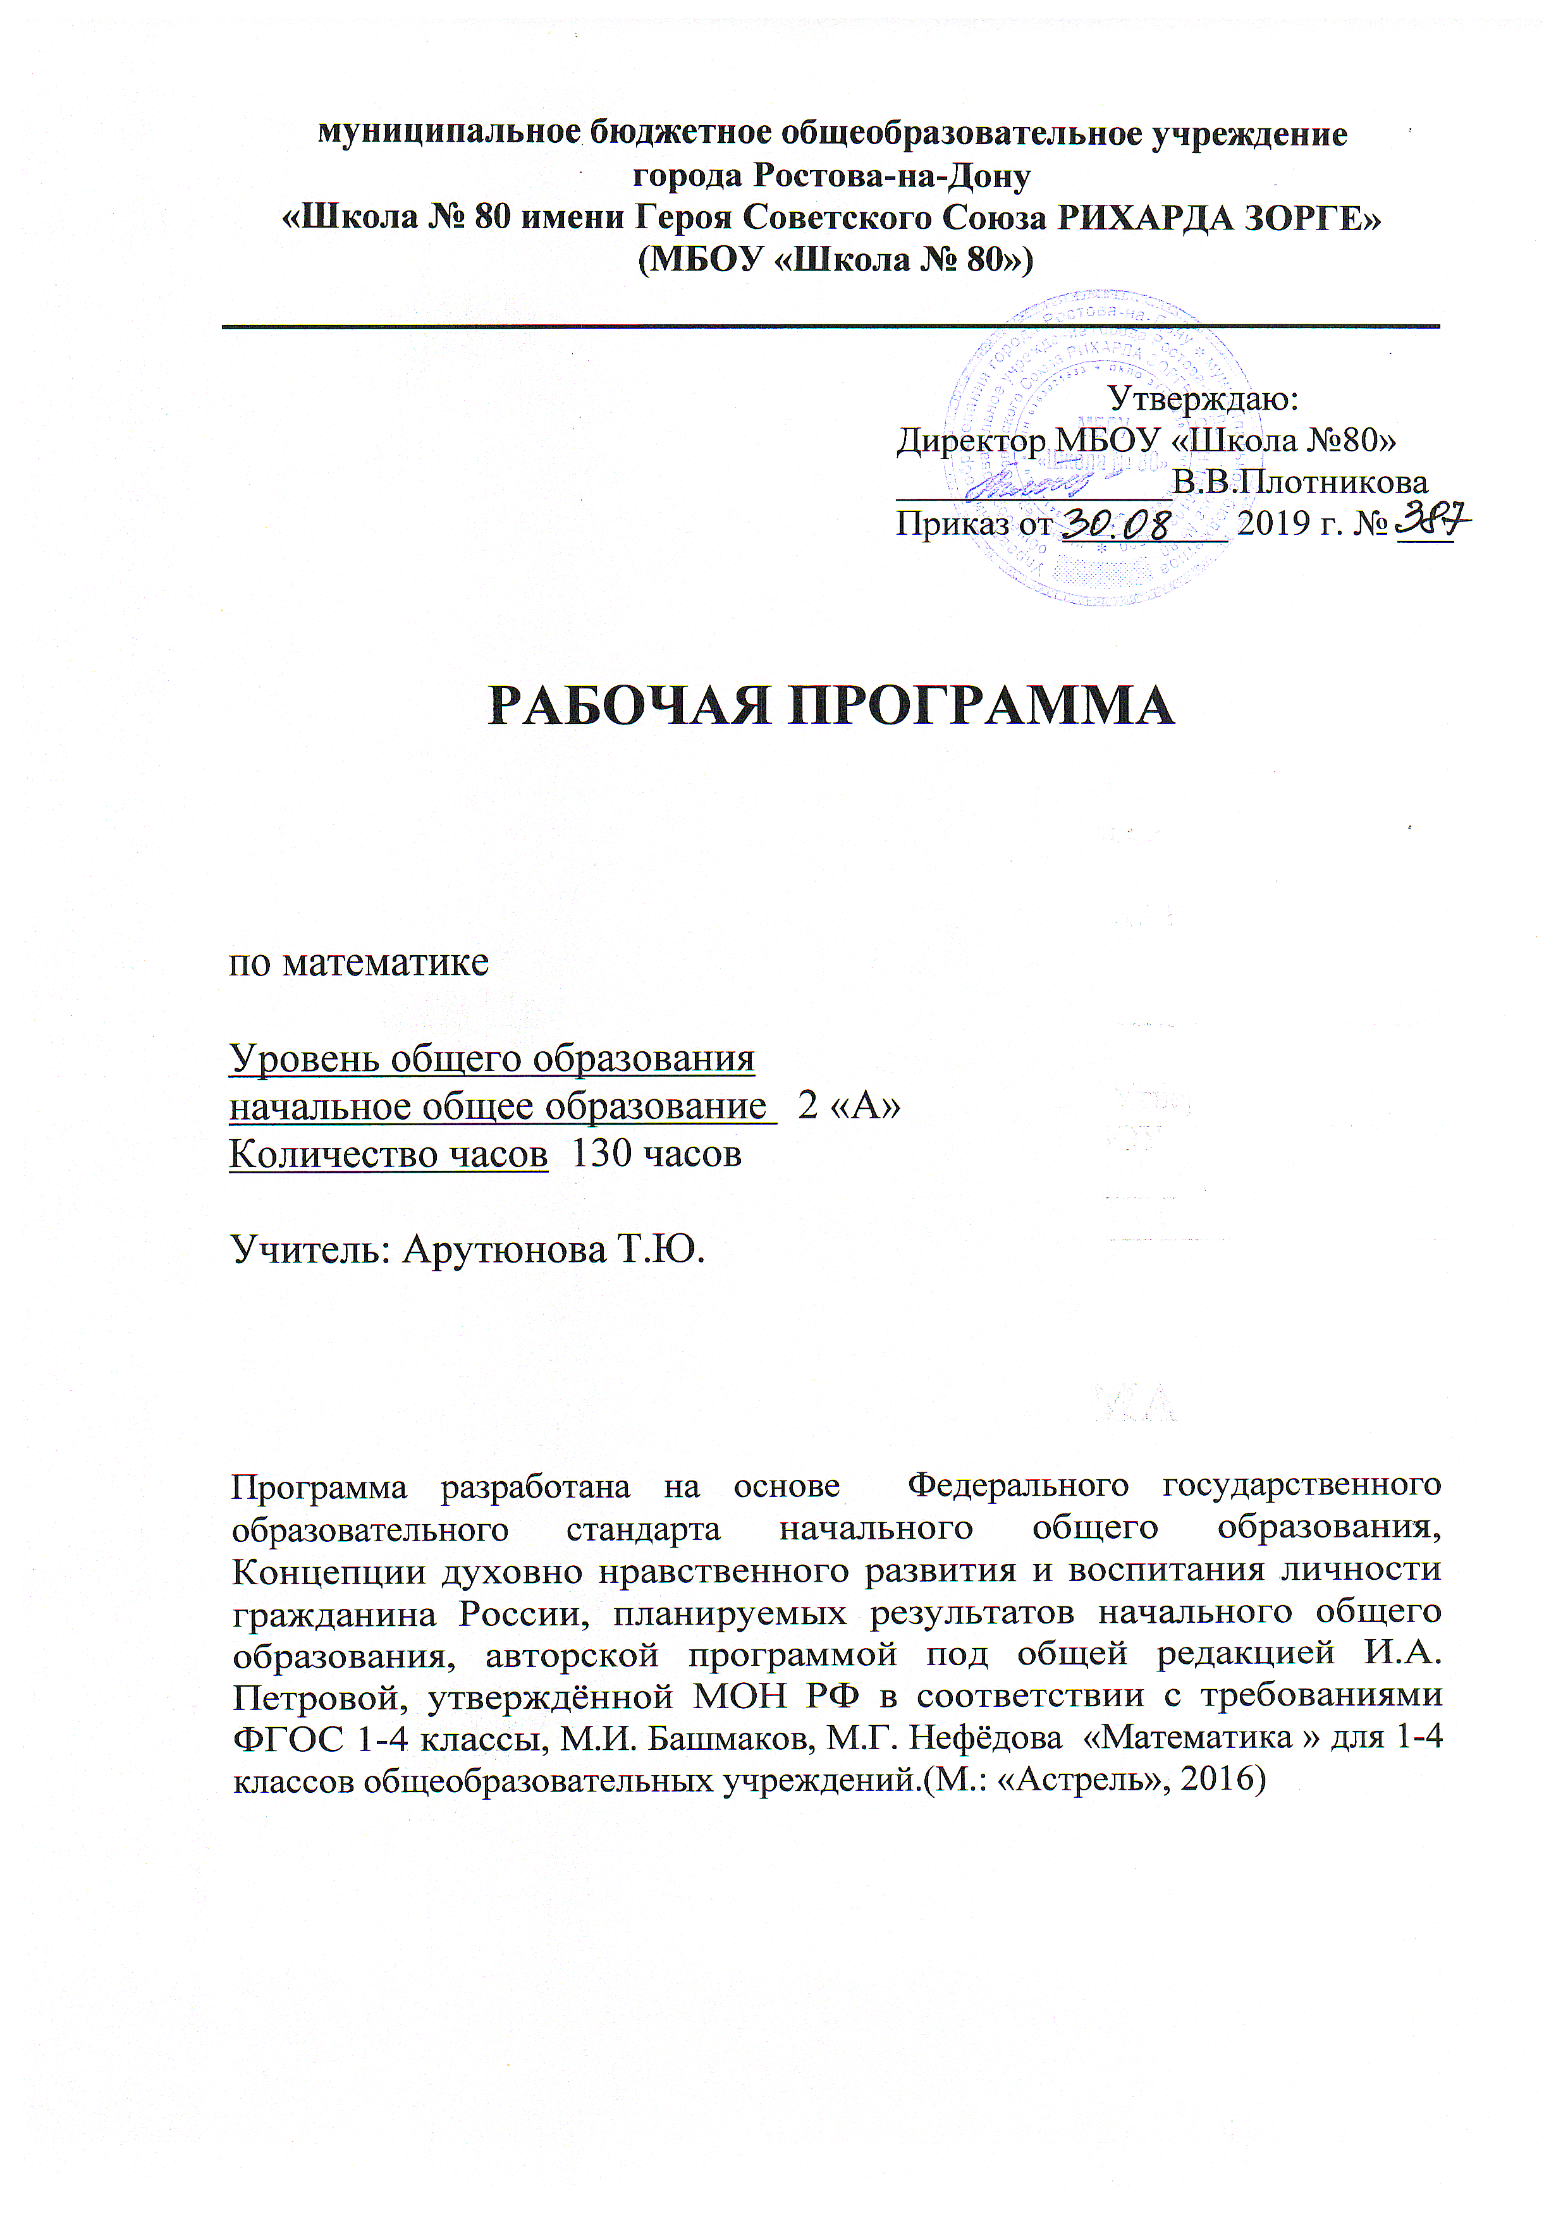 муниципальное бюджетное общеобразовательное учреждение
города Ростова-на-Дону
«Школа № 80 имени Героя Советского Союза РИХАРДА ЗОРГЕ»
(МБОУ «Школа № 80»)
Утверждаю:
Директор МБОУ «Школа №80»
В.В.Плотникова
Приказ от 30.08 2019 г. № 387
РАБОЧАЯ ПРОГРАММА
по математике
Уровень общего образования
начальное общее образование 2 «А»
Количество часов 130 часов
Учитель: Арутюнова Т.Ю.
Программа разработана на основе Федерального государственного
образовательного стандарта начального общего образования,
Концепции духовно нравственного развития и воспитания личности
гражданина России, планируемых результатов начального общего
образования, авторской программой под общей редакцией И.А.
Петровой, утверждённой МОН РФ в соответствии с требованиями
ФГОС 1-4 классы, М.И. Башмаков, М.Г. Нефёдова «Математика » для 1-4
классов общеобразовательных учреждений.(М.: «Астрель», 2016)